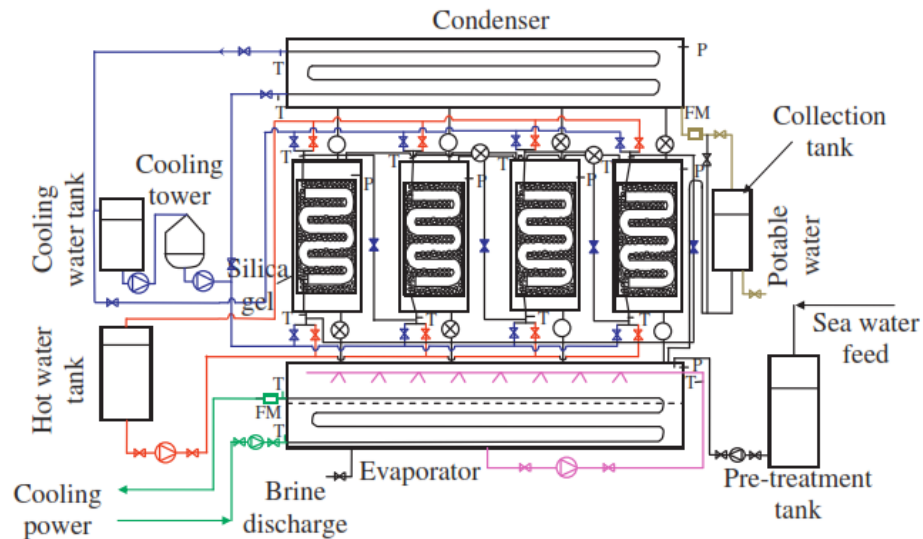 Condenser
P
T
T
FM
Collection
tank
Cooling
tower
Cooling
water tank
T
T
T
T
P
P
P
P
Silica
gel
Potable
water
T
T
T
T
Sea water
feed
Hot water
tank
P
T
T
FM
T
Evaporator
Cooling
power
Brine
discharge
Pre-treatment
tank